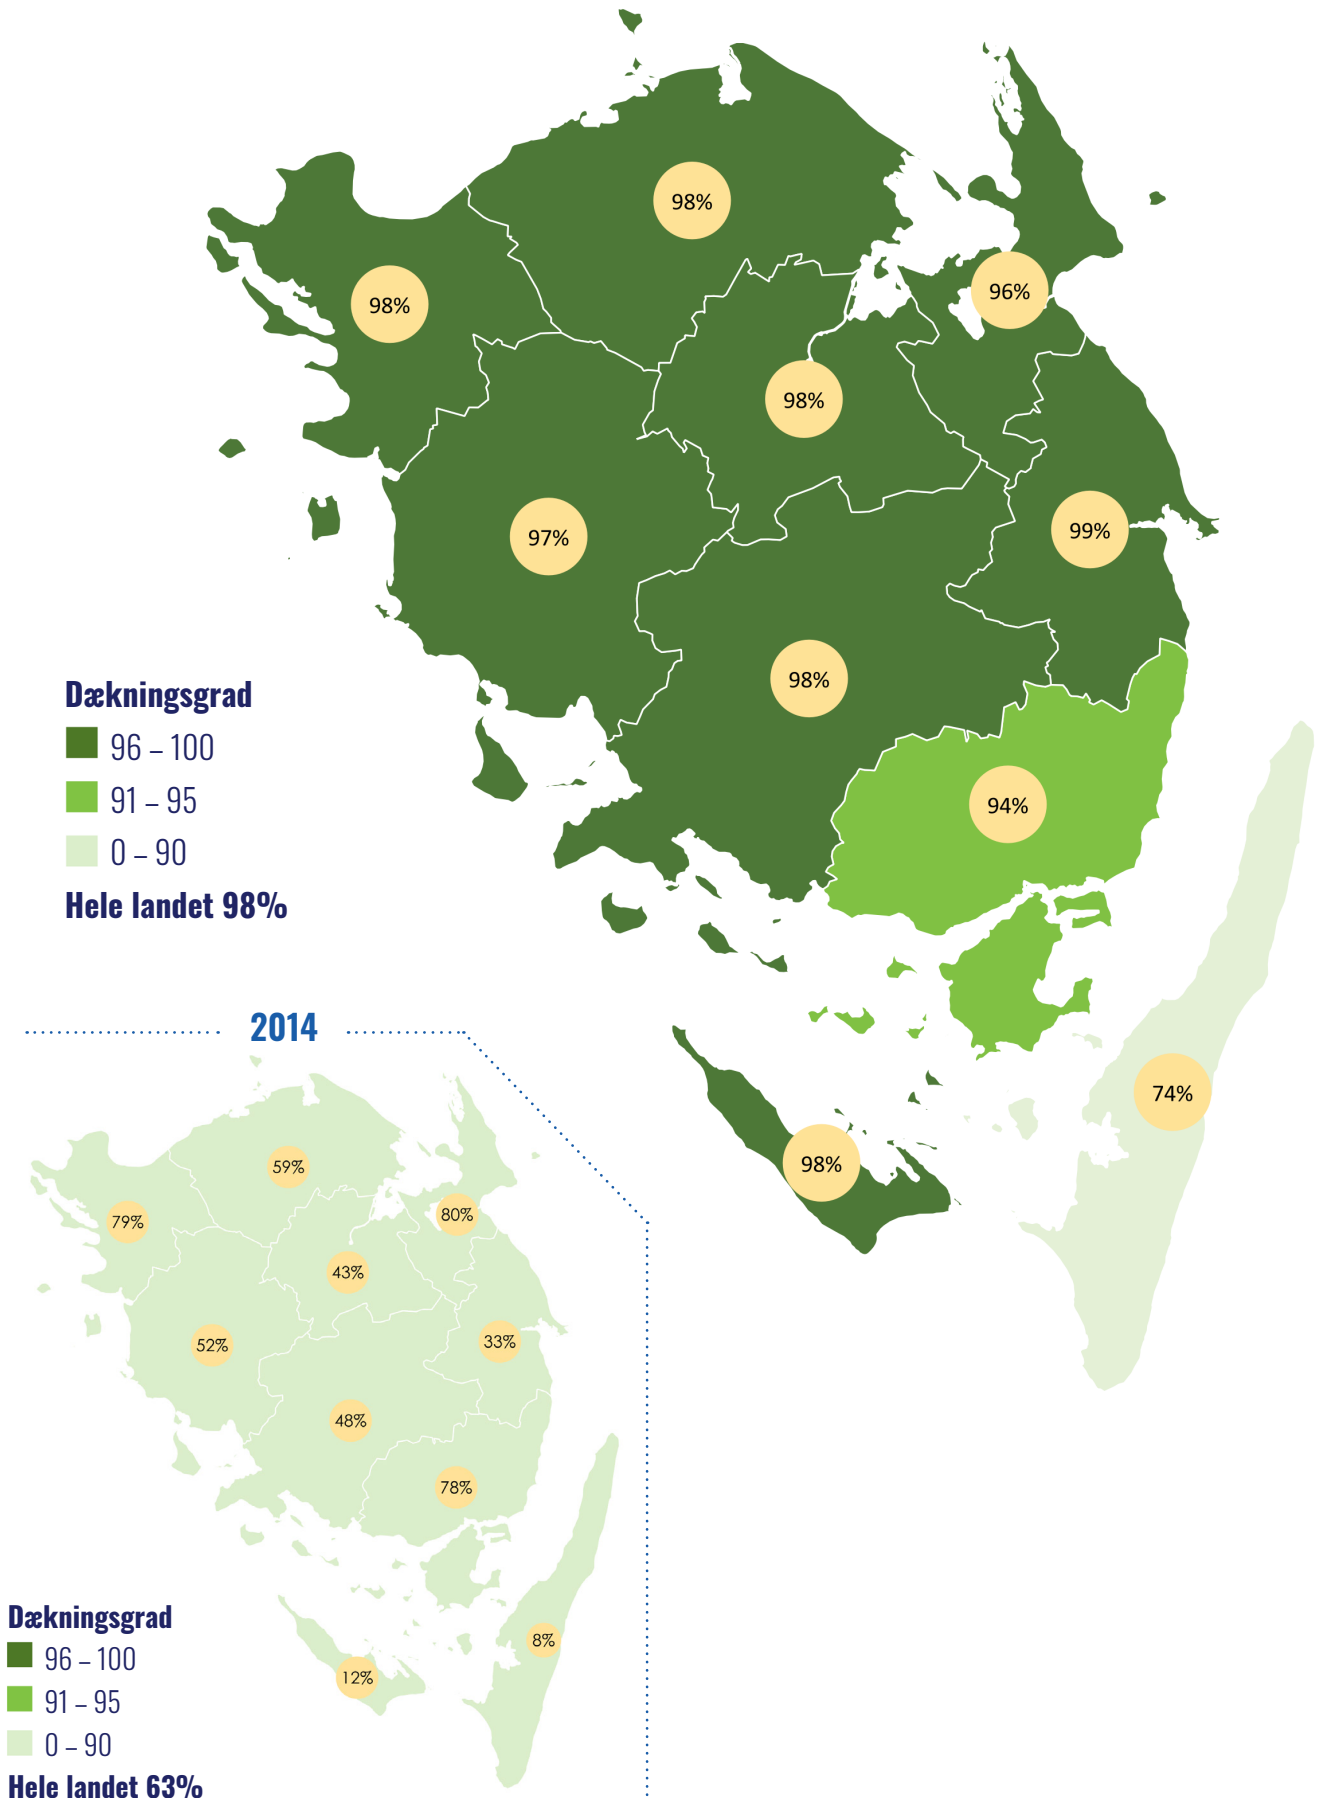 98%
96%
98%
98%
97%
99%
98%
Dækningsgrad
96 – 100
91 – 95
0 – 90
Hele landet 98%
94%
74%
98%
2014
59%
80%
79%
43%
52%
33%
48%
78%
8%
12%
Dækningsgrad
96 – 100
91 – 95
0 – 90
Hele landet 63%